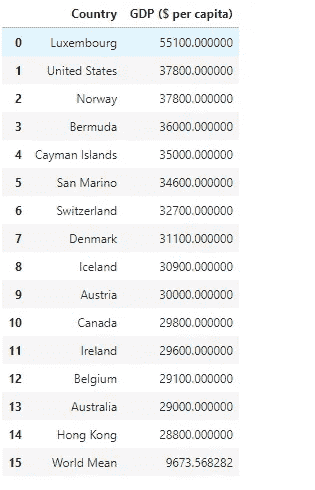 Country GDP ($ per capita)
0 Luxembourg 55100.000000
1 United States 37800.000000
2 Norway 37800.000000
3 Bermuda 36000.000000
4 Cayman Islands 35000.000000
5 San Marino 34600.000000
6 Switzerland 32700.000000
7 Denmark 31100.000000
8 Iceland 30900.000000
9 Austria 30000.000000
10 Canada 29800.000000
11 Ireland 29600.000000
12 Belgium 29100.000000
13 Australia 29000.000000
14 Hong Kong 28800.000000
15 World Mean 9673.568282